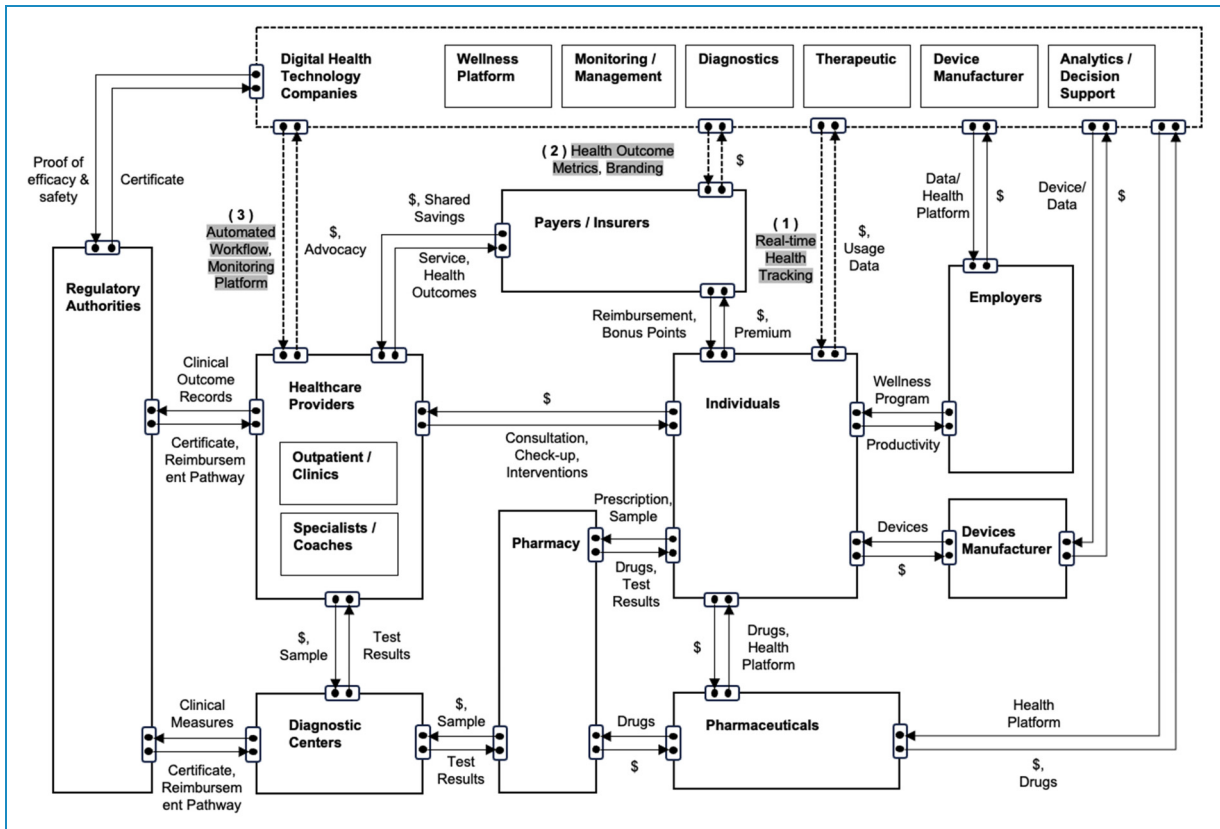 Digital Health
Technology
Companies
Wellness
Platform
Monitoring /
Management
Diagnostics
Therapeutic
Device
Manufacturer
Analytics /
Decision
Support
Proof of
efficacy &
safety
Certificate
( 3 )
Automated
Workflow,
Monitoring
Platform
$,
Advocacy
( 2 ) Health Outcome
Metrics, Branding
$
$, Shared
Savings
Service,
Health
Outcomes
Payers / Insurers
( 1 )
Real-time
Health
Tracking
$,
Usage
Data
Data/
Health
Platform
$
Device/
Data
$
Regulatory
Authorities
Employers
Reimbursement,
Bonus Points
$,
Premium
Clinical
Outcome
Records
Certificate,
Reimbursem
ent Pathway
Healthcare
Providers
Outpatient /
Clinics
Specialists /
Coaches
$
Consultation,
Check-up,
Interventions
Individuals
Wellness
Program
Productivity
Prescription,
Sample
Drugs,
Test
Results
Pharmacy
Devices
$
Devices
Manufacturer
$,
Sample
Test
Results
$
Drugs,
Health
Platform
Clinical
Measures
Certificate,
Reimbursem
ent Pathway
Diagnostic
Centers
$,
Sample
Test
Results
Drugs
$
Pharmaceuticals
Health
Platform
$,
Drugs